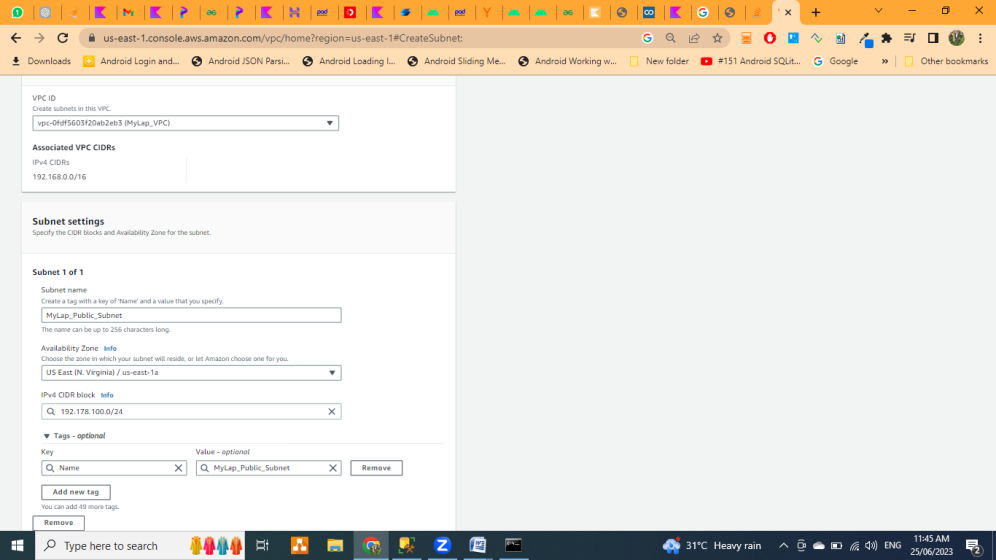 us-east-1.console.aws.amazon.com/vpc/home?region=us-east-1#CreateSubnet:
Downloads
Android Login and...
Android JSON Parsi...
Android Loading I...
Android Sliding Me...
Android Working w...
New folder
#151 Android SQLit...
Google
»
Other bookmarks
VPC ID
Create subnets in this VPC.
vpc-0fdf5603f20ab2eb3 (MyLap_VPC)
Associated VPC CIDRs
IPv4 CIDRs
192.168.0.0/16
Subnet settings
Specify the CIDR blocks and Availability Zone for the subnet.
Subnet 1 of 1
Subnet name
Create a tag with a key of 'Name' and a value that you specify.
MyLap_Public_Subnet
The name can be up to 256 characters long.
Availability Zone Info
Choose the zone in which your subnet will reside, or let Amazon choose one for you.
US East (N. Virginia) / us-east-1a
IPv4 CIDR block Info
192.178.100.0/24
Tags - optional
Key Value - optional
Name MyLap_Public_Subnet Remove
Add new tag
You can add 49 more tags.
Remove
Type here to search
31°C Heavy rain
ENG
11:45 AM
25/06/2023
2